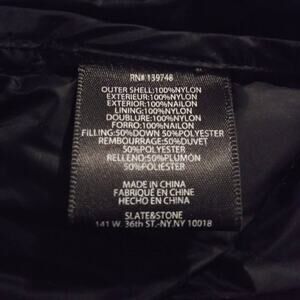 RN# 139748
OUTER SHELL:100%NYLON
EXTERIEUR:100%NYLON
EXTERIOR:100%NAILON
LINING:100%NYLON
DOUBLURE:100%NYLON
FORRO:100%NAILON
FILLING:50%DOWN 50%POLYESTER
REMBOURRAGE:50%DUVET
50%POLYESTER
RELLENO:50%PLUMÓN
50%POLIÉSTER
MADE IN CHINA
FABRIQUÉ EN CHINE
HECHO EN CHINA
SLATE&STONE
141 W. 36th ST.-NY.NY 10018